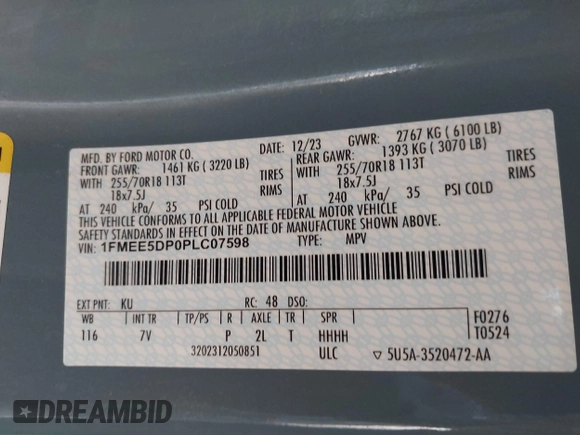 MFD. BY FORD MOTOR CO.
12/23 GVWR: 2767 KG ( 6100 LB)
FRONT GAWR: 1461 KG ( 3220 LB)
REAR GAWR: 1393 KG ( 3070 LB)
WITH 255/70R18 113T TIRES
WITH 255/70R18 113T TIRES
18x7.5J RIMS
18x7.5J RIMS
AT 240 kPa/ 35 PSI COLD
AT 240 kPa/ 35 PSI COLD
THIS VEHICLE CONFORMS TO ALL APPLICABLE FEDERAL MOTOR VEHICLE
SAFETY STANDARDS IN EFFECT ON THE DATE OF MANUFACTURE SHOWN ABOVE.
VIN: 1FMEE5DP0PLC07598 TYPE: MPV
EXT PNT: KU RC: 48 DSO:
WB INT TR TP/PS R AXLE TR SPR
116 7V P 2L T HHHH
F0276
T0524
3202312050851 ULC 5U5A-3520472-AA
DREAMBID